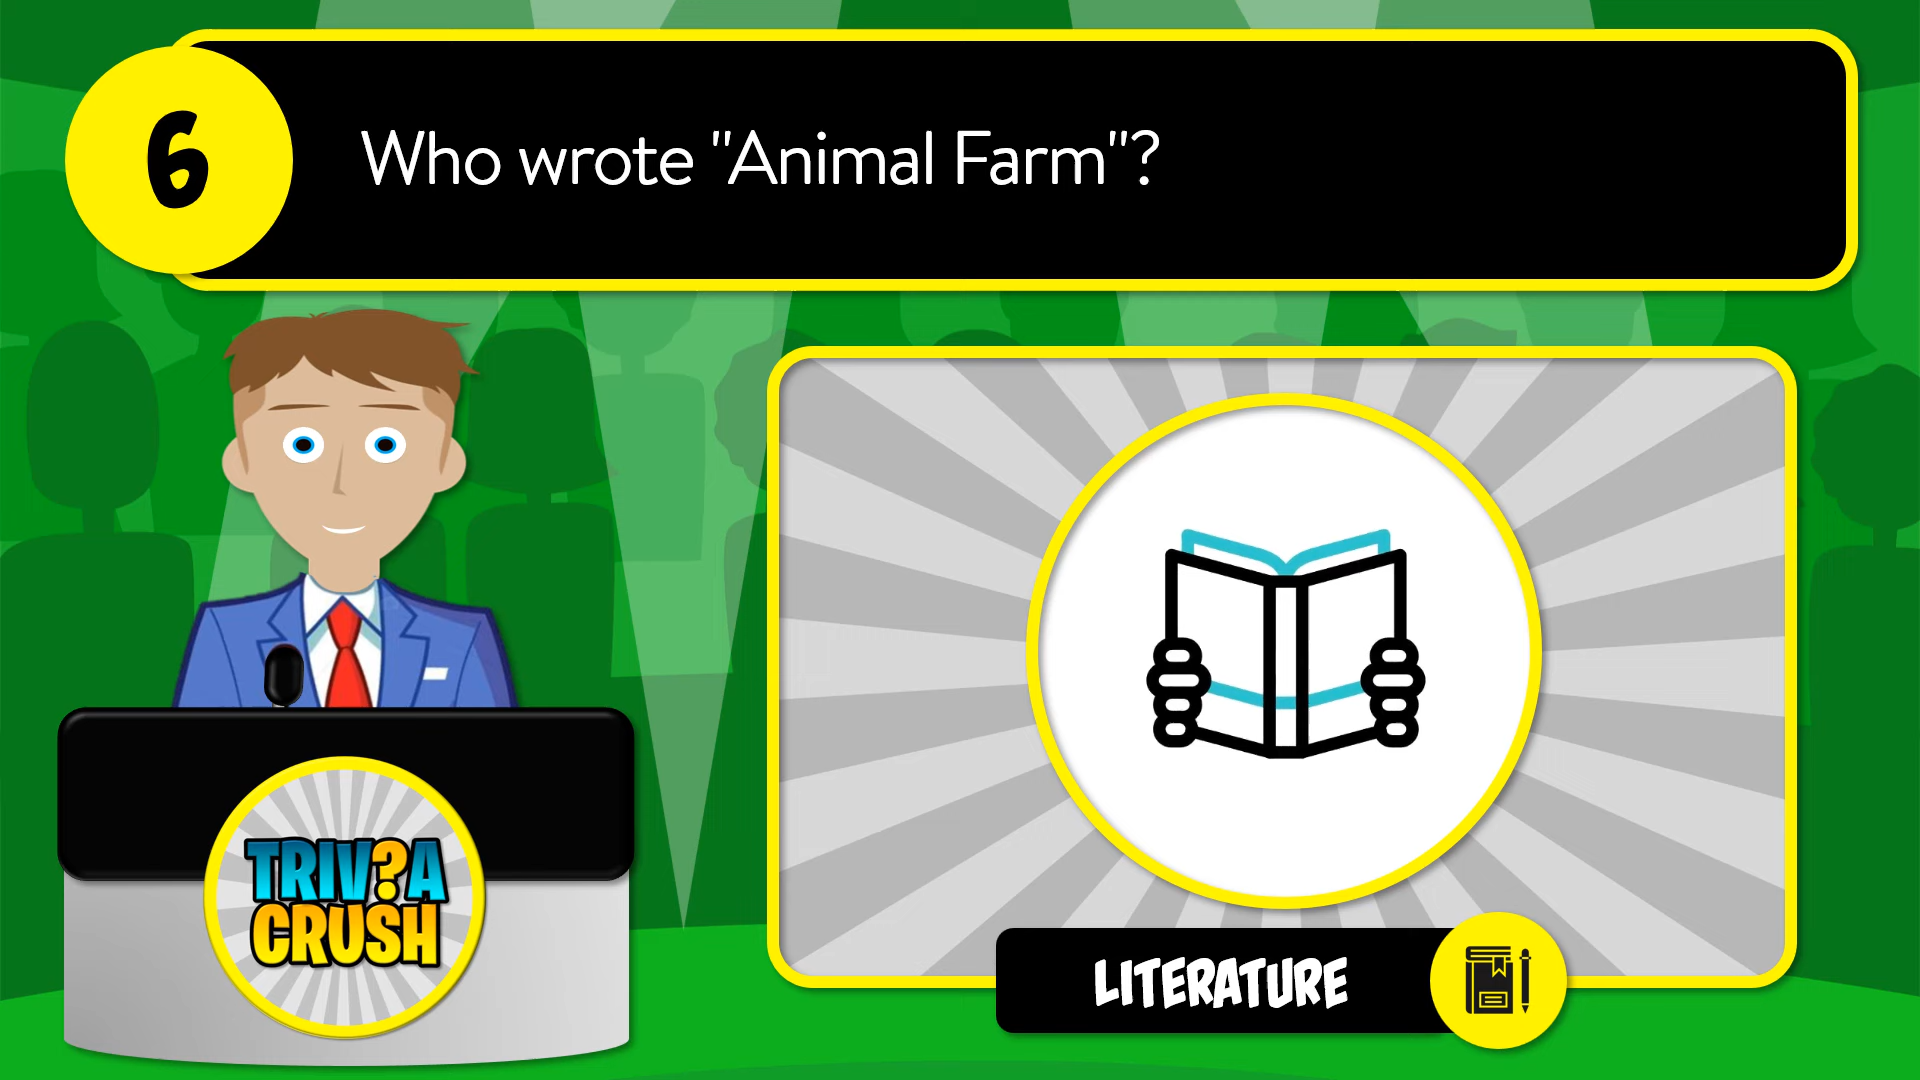 6
Who wrote "Animal Farm"?
TRIV?A
CRUSH
LITERATURE